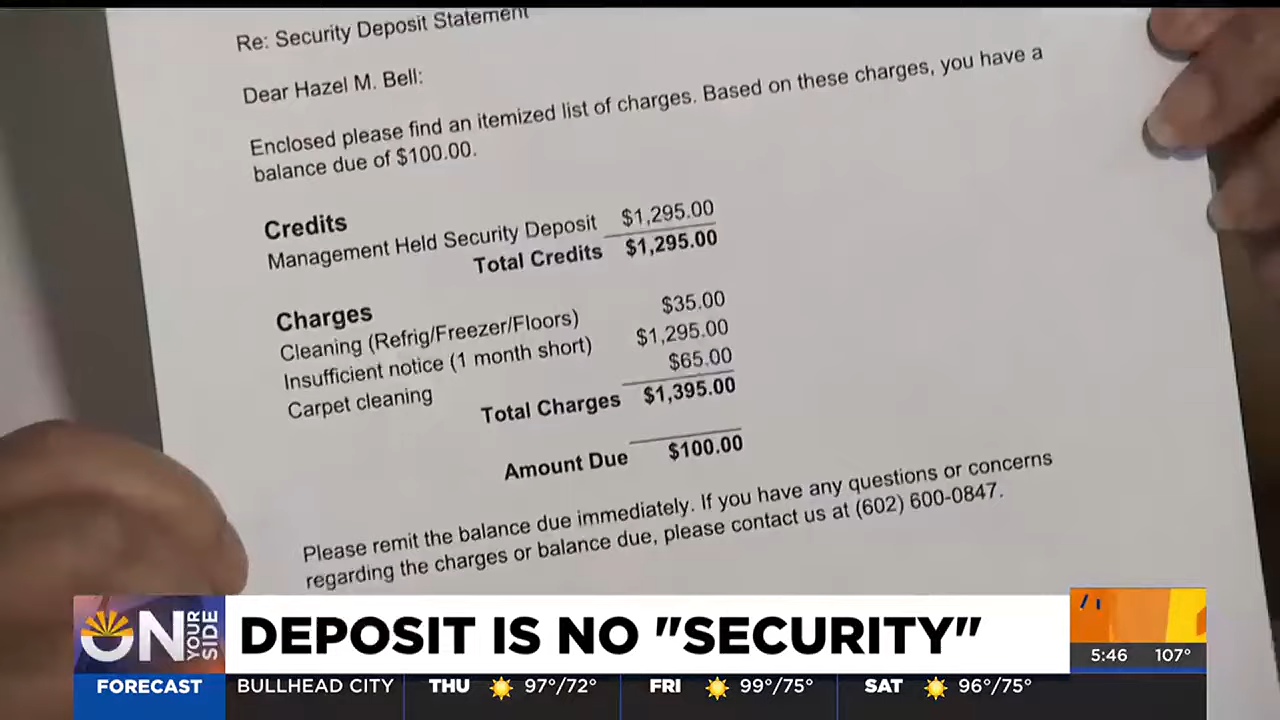 Re: Security Deposit Statement
Dear Hazel M. Bell:
Enclosed please find an itemized list of charges. Based on these charges, you have a
balance due of $100.00.
Credits
Management Held Security Deposit $1,295.00
Total Credits $1,295.00
Charges
Cleaning (Refrig/Freezer/Floors) $35.00
Insufficient notice (1 month short) $1,295.00
Carpet cleaning $65.00
Total Charges $1,395.00
Amount Due $100.00
Please remit the balance due immediately. If you have any questions or concerns
regarding the charges or balance due, please contact us at (602) 600-0847.
ON YOUR SIDE
DEPOSIT IS NO "SECURITY"
5:46 107°
FORECAST BULLHEAD CITY THU 97°/72° FRI 99°/75° SAT 96°/75°